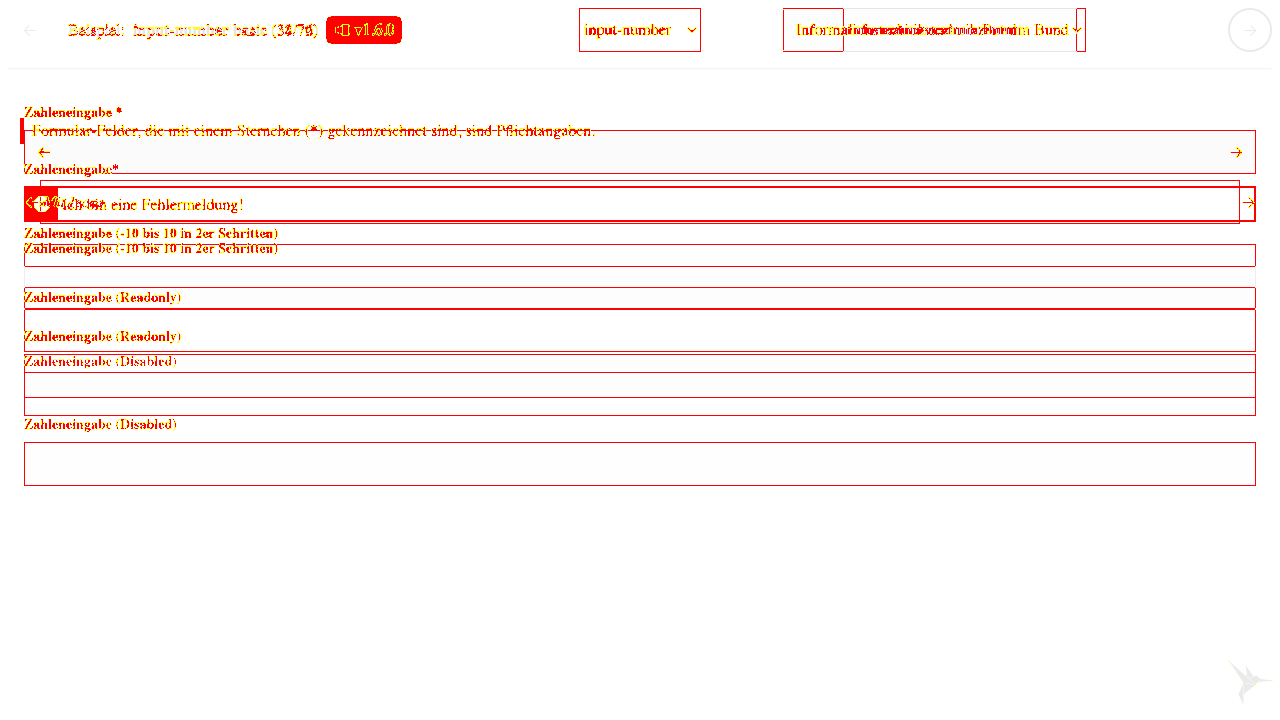 Beispiel: input-number basic
v1.6.0
input-number
Informationstechnikzentrum Bund
Zahleneingabe *
Formular-Felder, die mit einem Sternchen (*) gekennzeichnet sind, sind Pflichtangaben.
Zahleneingabe*
Ich bin eine Fehlermeldung!
Zahleneingabe (-10 bis 10 in 2er Schritten)
Zahleneingabe (-10 bis 10 in 2er Schritten)
Zahleneingabe (Readonly)
Zahleneingabe (Readonly)
Zahleneingabe (Disabled)
Zahleneingabe (Disabled)